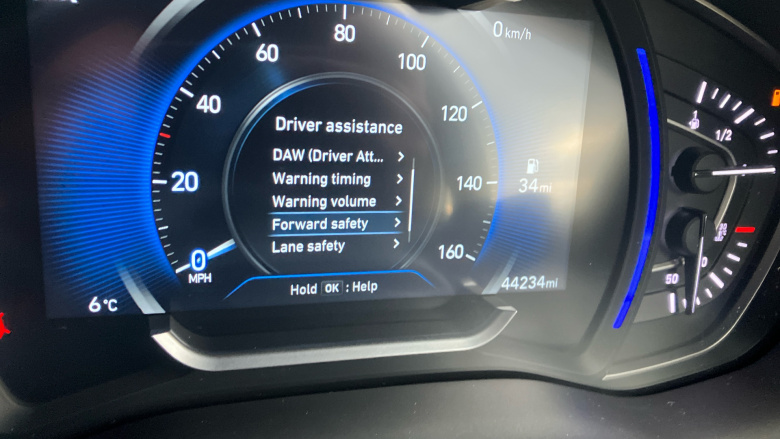 0 km/h
80
60
100
40
120
1/2
Driver assistance
DAW (Driver Att...
Warning timing
Warning volume
Forward safety
Lane safety
20
140
34mi
0
MPH
160
Hold OK : Help
44234mi
6°C
50